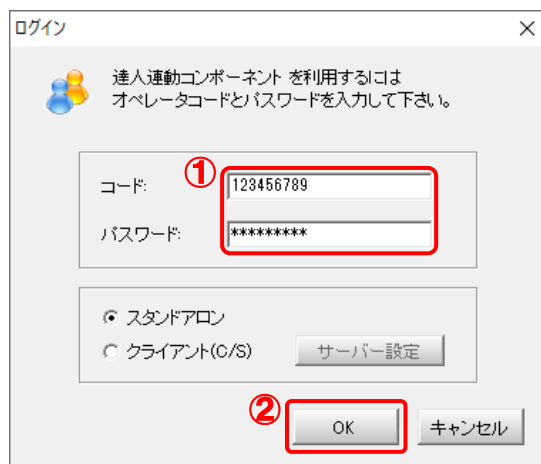 ログイン
達人連動コンポーネント を利用するには
オペレータコードとパスワードを入力して下さい。
①
コード:
123456789
パスワード:
*********
スタンドアロン
クライアント(C/S)
サーバー設定
②
OK
キャンセル